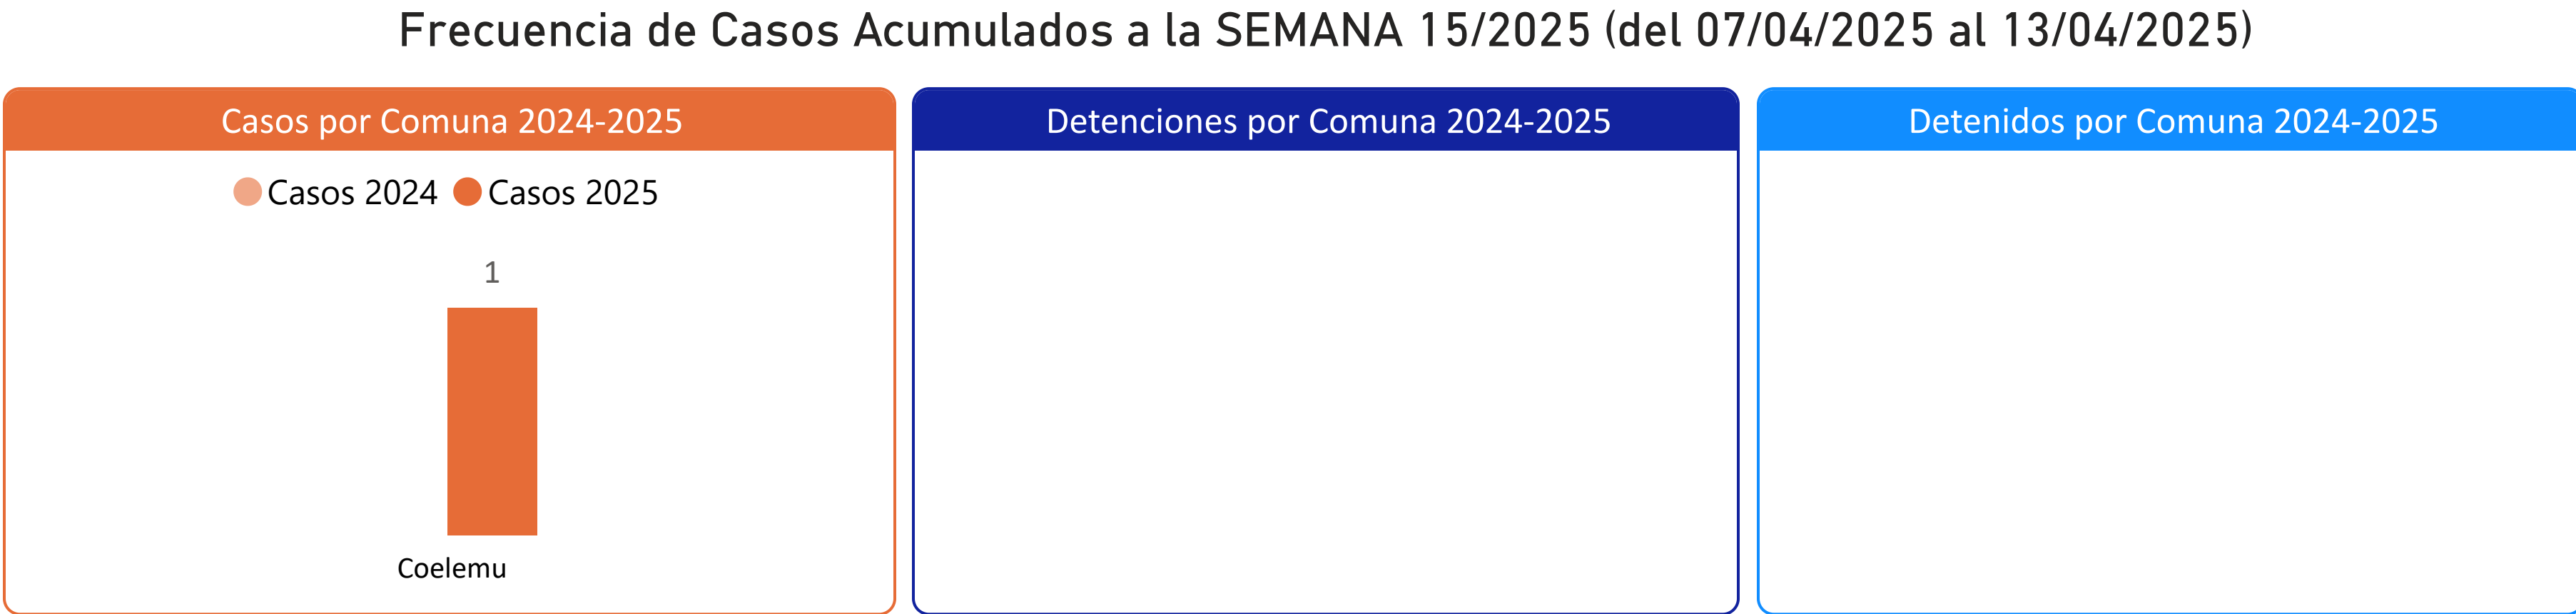 Frecuencia de Casos Acumulados a la SEMANA 15/2025 (del 07/04/2025 al 13/04/2025)
Casos por Comuna 2024-2025
Casos 2024 Casos 2025
1
Coelemu
Detenciones por Comuna 2024-2025
Detenidos por Comuna 2024-2025